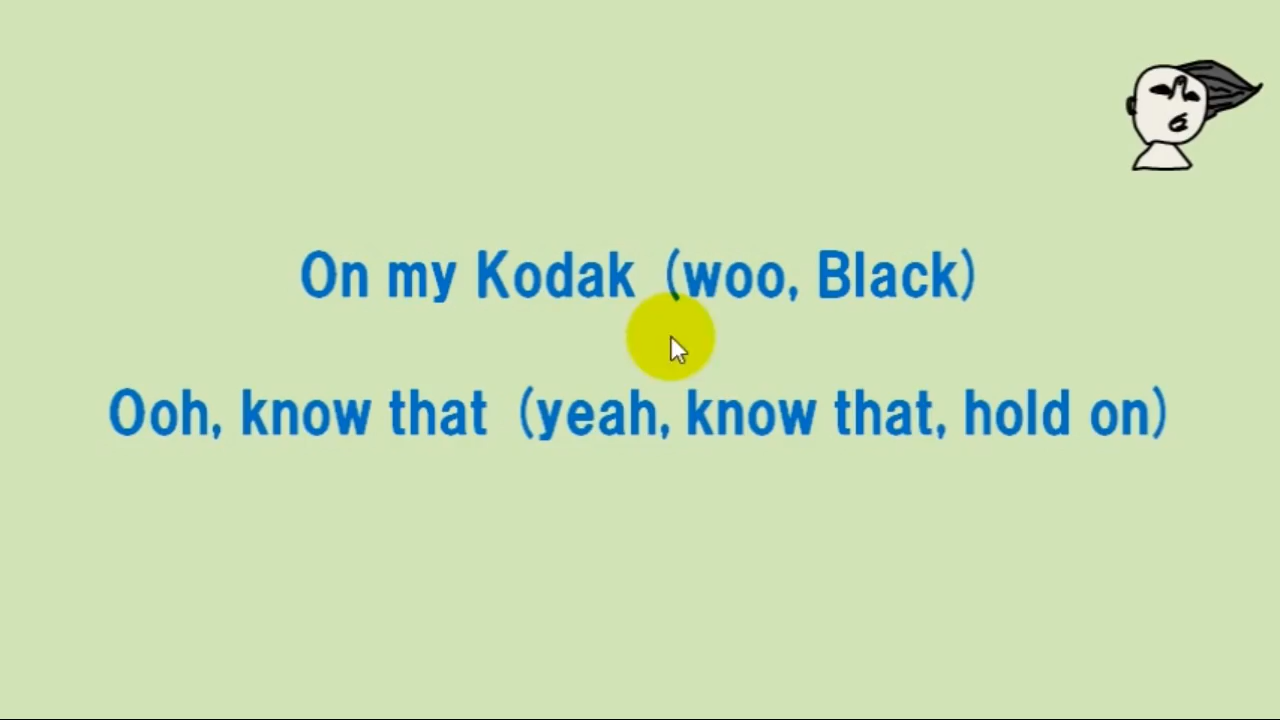 On my Kodak (woo, Black)
Ooh, know that (yeah, know that, hold on)